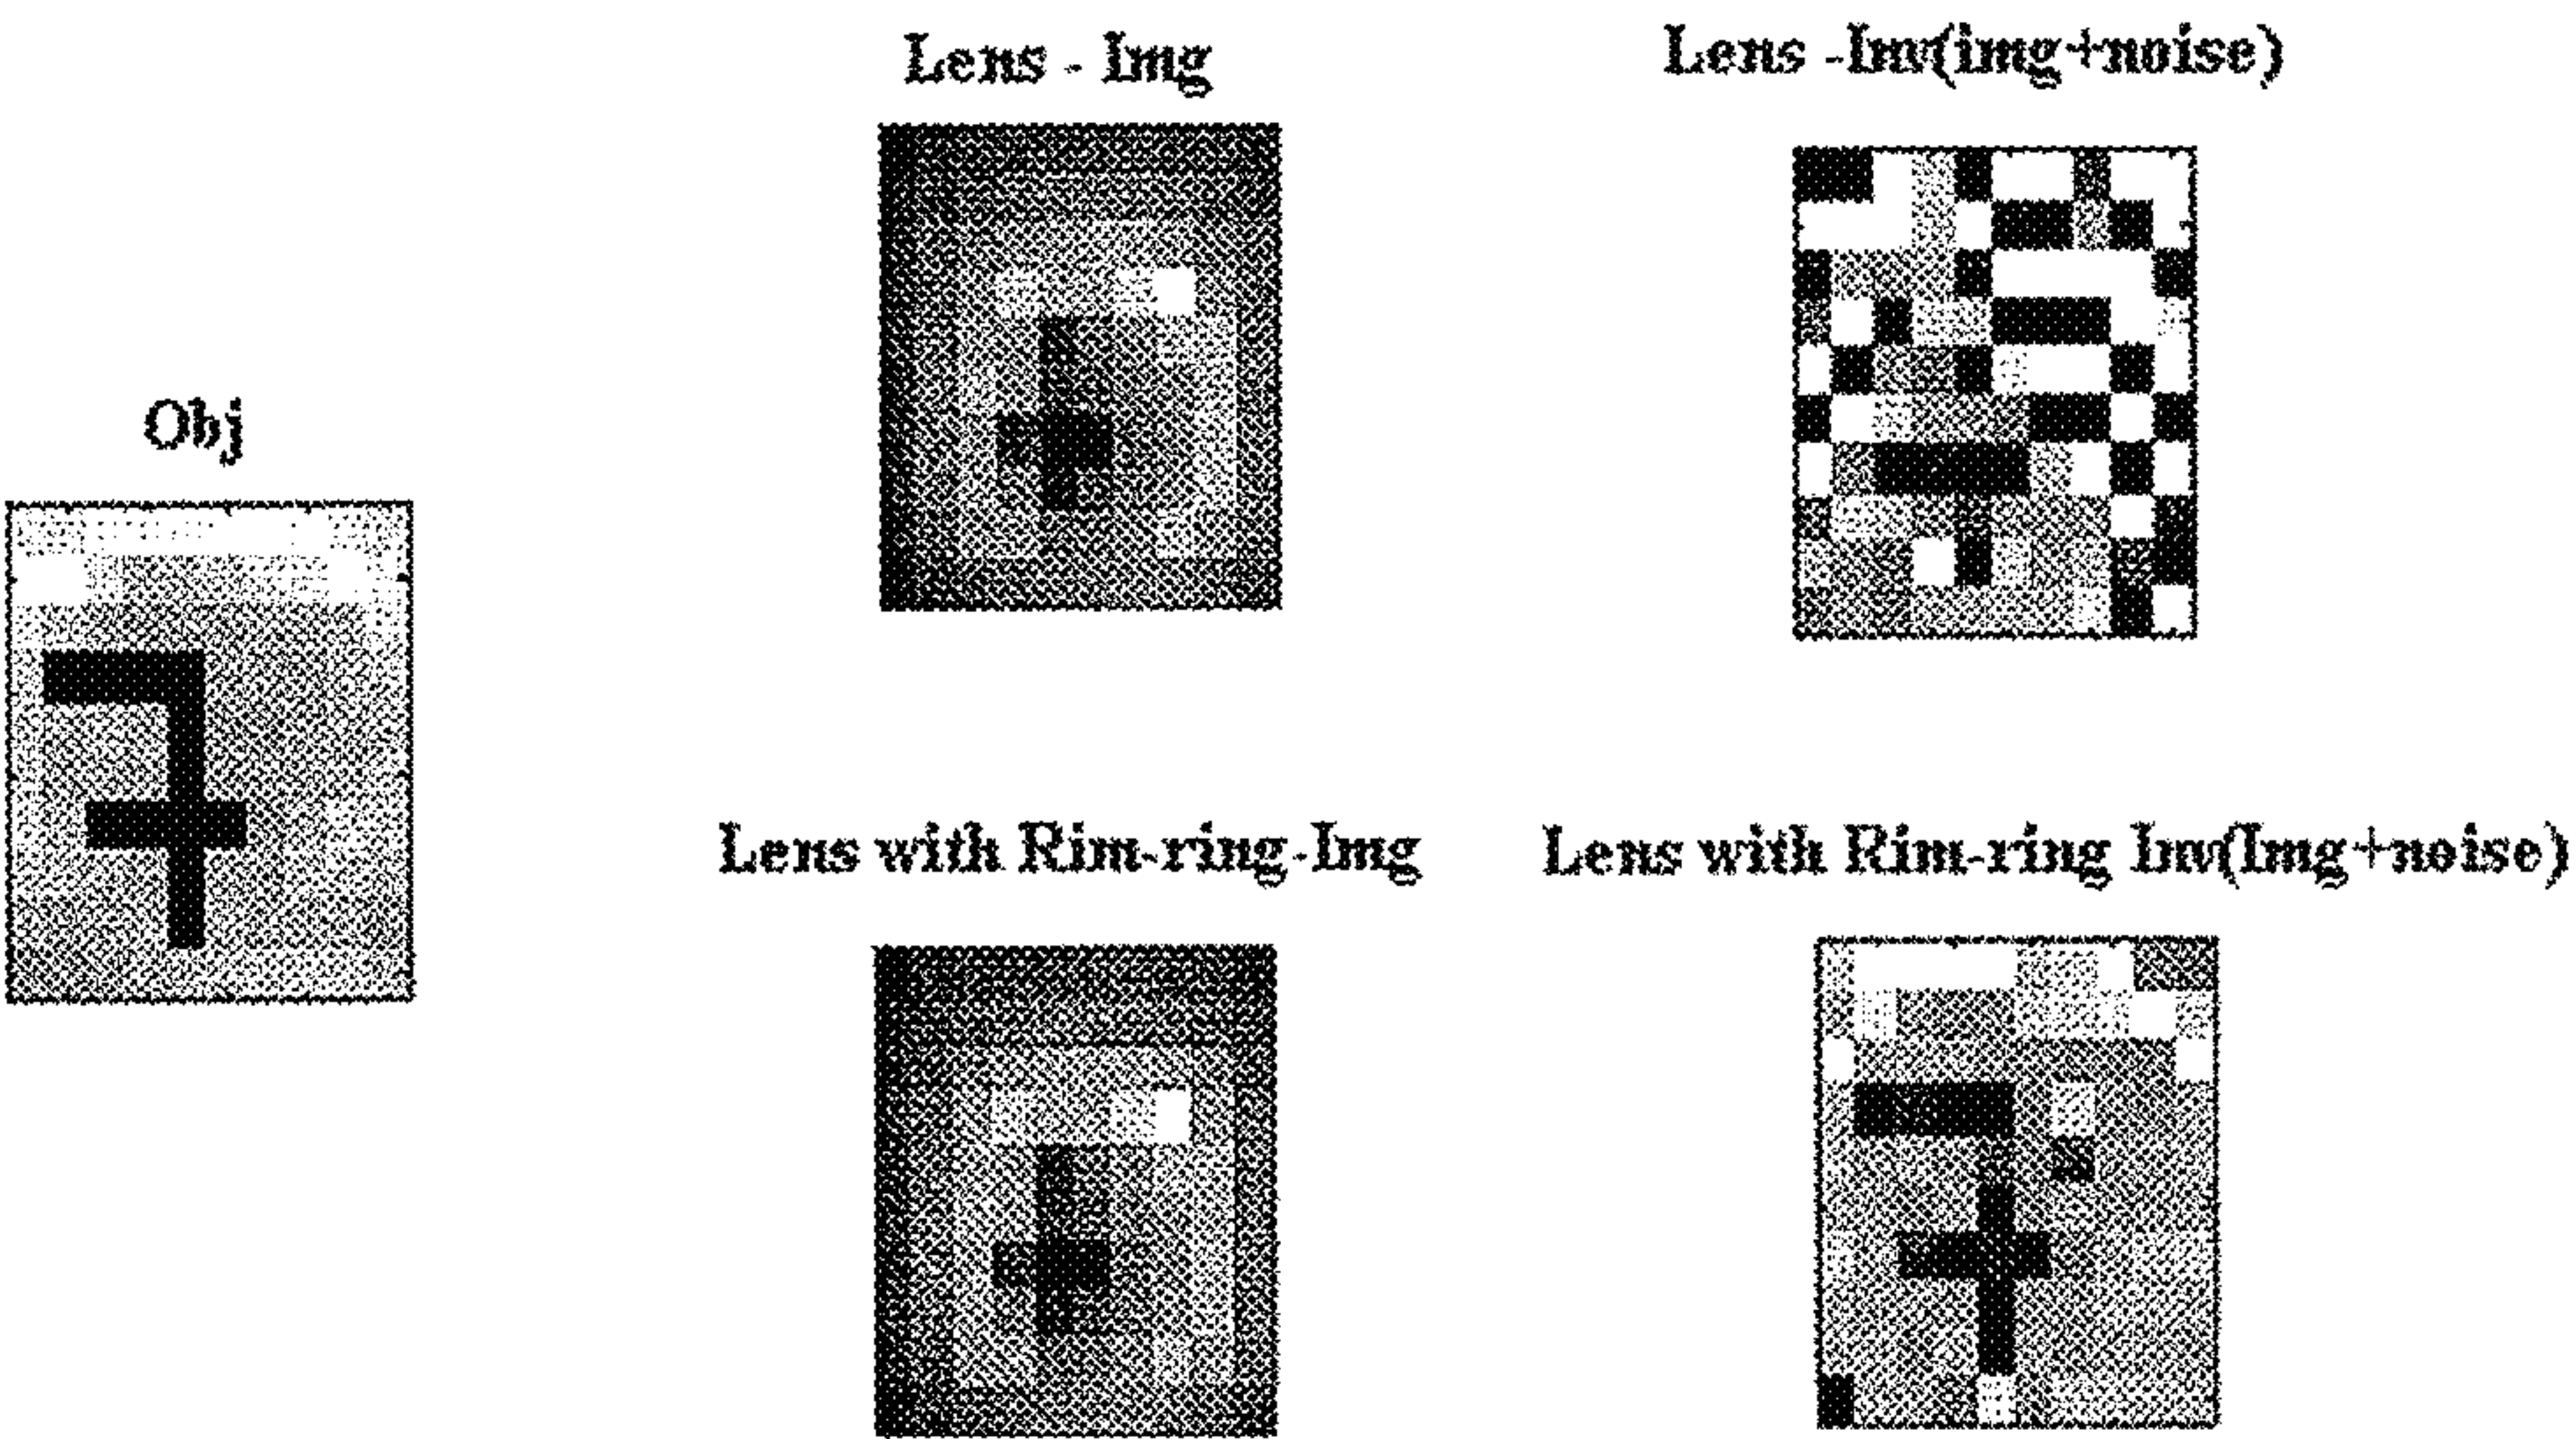 Lens - Img
Lens -Inv(img+noise)
Obj
Lens with Rim-ring-Img
Lens with Rim-ring Inv(Img+noise)